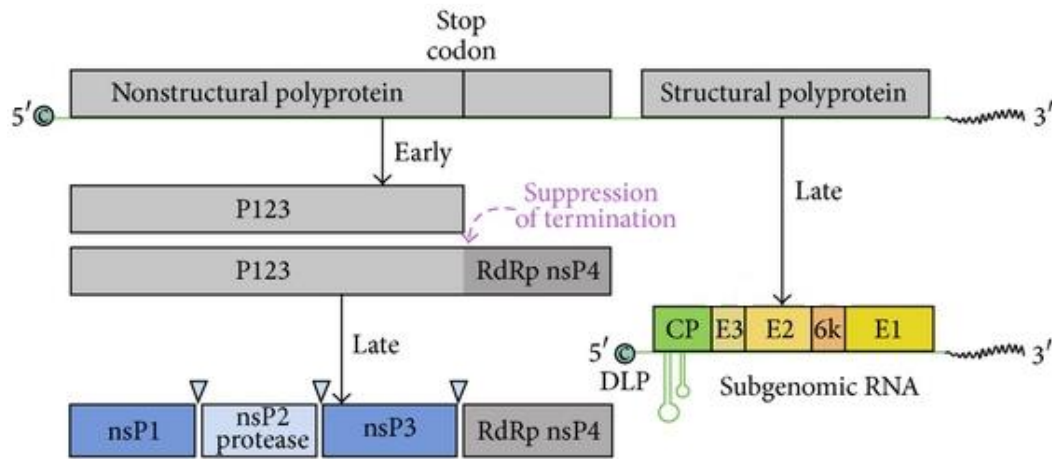 Stop
codon
Nonstructural polyprotein
Structural polyprotein
5′ C
3′
Early
P123
Suppression
of termination
Late
P123
RdRp nsP4
Late
CP E3 E2 6k E1
5′ C
3′
DLP
Subgenomic RNA
nsP1
nsP2
protease
nsP3
RdRp nsP4